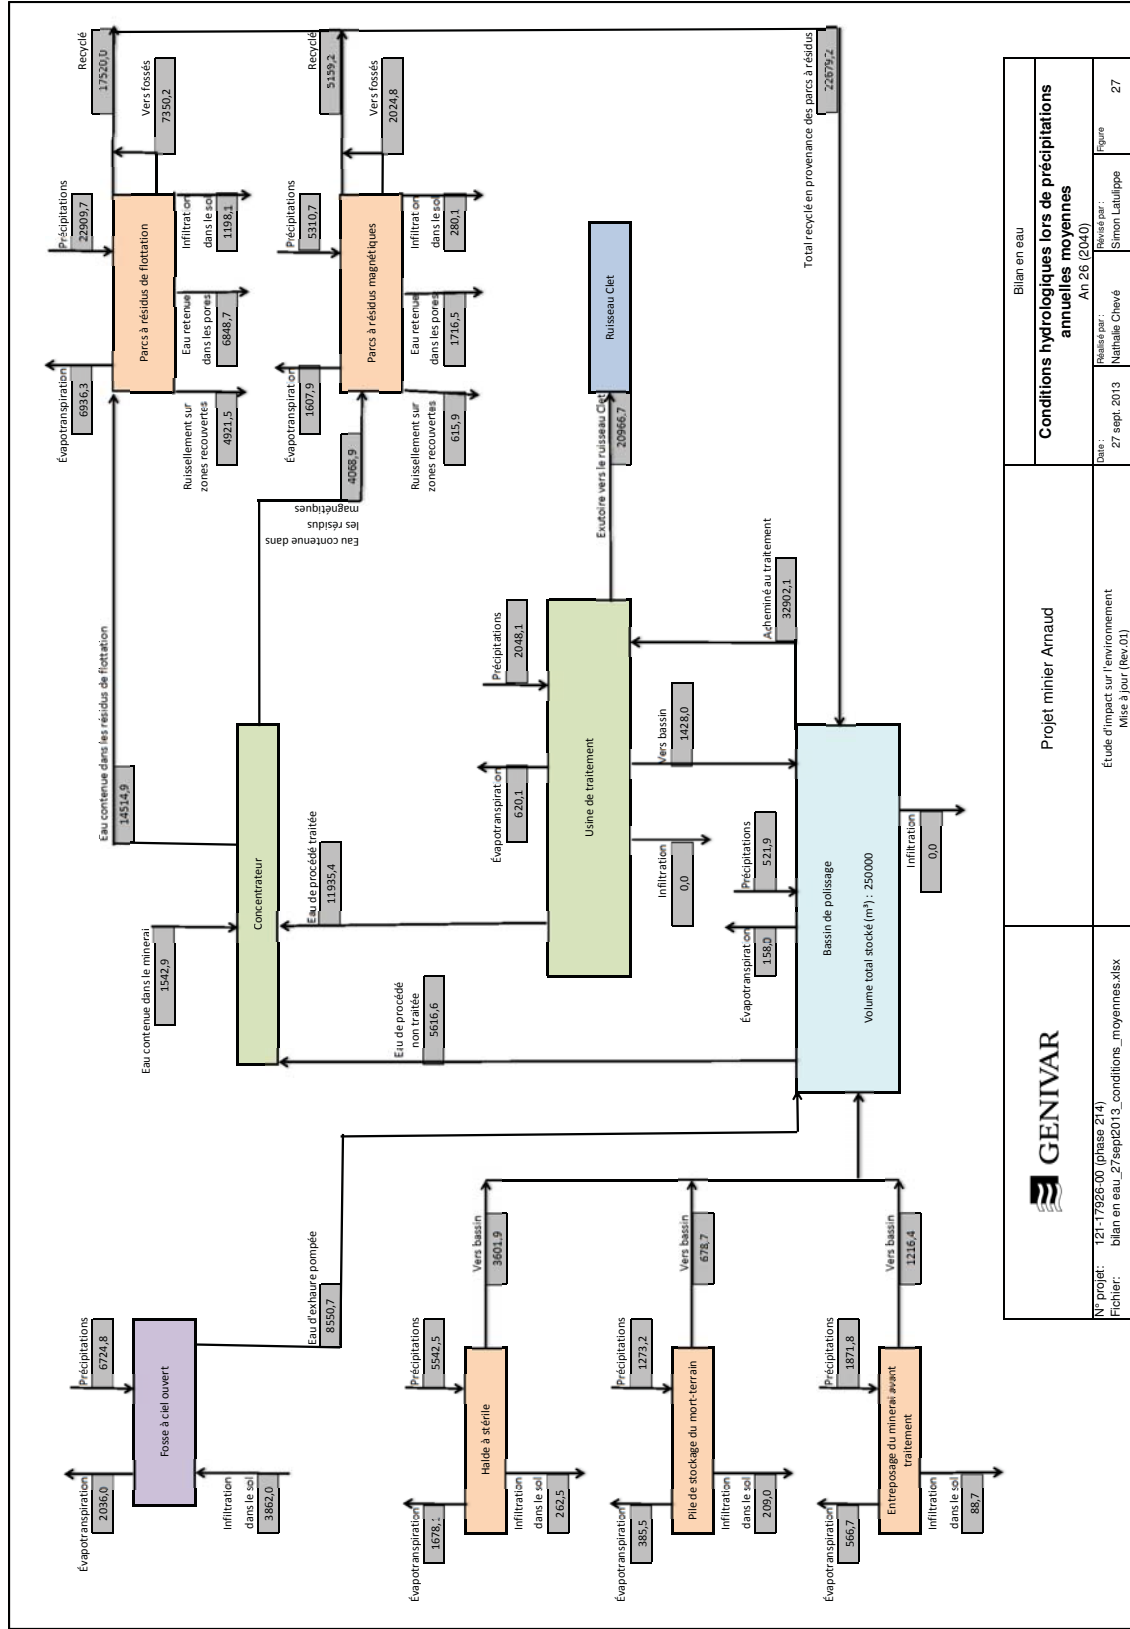 Fosse à ciel ouvert
Évapotranspiration
2036,0
Précipitations
6724,8
Infiltration
dans le sol
3862,0
Eau d'exhaure pompée
8550,7
Halde à stérile
Évapotranspiration
Précipitations
5542,5
Infiltration
dans le sol
262,5
Vers bassin
3601,9
Pile de stockage du mort-terrain
Évapotranspiration
385,5
Précipitations
1273,2
Infiltration
dans le sol
209,0
Vers bassin
678,7
Entreposage du minerai avant
traitement
Évapotranspiration
566,7
Précipitations
1871,8
Infiltration
dans le sol
88,7
Vers bassin
1216,4
Eau contenue dans le minerai
1542,9
Concentrateur
Eau contenue dans les résidus de flottation
14514,9
Eau de procédé traitée
11935,4
Eau de procédé
non traitée
5616,6
Eau contenue dans
les résidus
magnétiques
4068,9
Usine de traitement
Évapotranspiration
620,1
Précipitations
2048,1
Infiltration
0,0
Vers bassin
1428,0
Acheminé au traitement
32902,1
Exutoire vers le ruisseau Clet
20966,7
Ruisseau Clet
Bassin de polissage
Volume total stocké (m³) : 250000
Évapotranspiration
158,0
Précipitations
521,9
Infiltration
0,0
Parcs à résidus de flottation
Évapotranspiration
6936,3
Précipitations
22909,7
Ruissellement sur
zones recouvertes
4921,5
Eau retenue
dans les pores
6848,7
Infiltration
dans le sol
1198,1
Recyclé
17520,0
Vers fossés
7350,2
Parcs à résidus magnétiques
Évapotranspiration
1607,9
Précipitations
5310,7
Ruissellement sur
zones recouvertes
615,9
Eau retenue
dans les pores
1716,5
Infiltration
dans le sol
280,1
Recyclé
5159,2
Vers fossés
2024,8
Total recyclé en provenance des parcs à résidus
22679,2
GENIVAR
N° projet: 121-17926-00 (phase 214)
Fichier: bilan en eau_27sept2013_conditions_moyennes.xlsx
Projet minier Arnaud
Étude d'impact sur l'environnement
Mise à jour (Rev.01)
Bilan en eau
Conditions hydrologiques lors de précipitations
annuelles moyennes
An 26 (2040)
Date :
27 sept. 2013
Réalisé par :
Nathalie Chevé
Révisé par :
Simon Latulippe
Figure
27